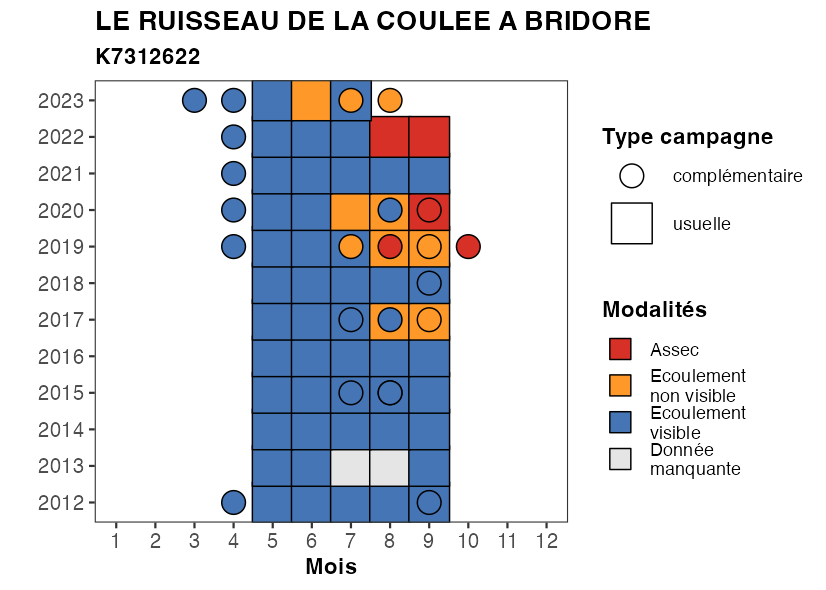 LE RUISSEAU DE LA COULEE A BRIDORE
K7312622
2023
2022
2021
2020
2019
2018
2017
2016
2015
2014
2013
2012
1 2 3 4 5 6 7 8 9 10 11 12
Mois
Type campagne
complémentaire
usuelle
Modalités
Assec
Ecoulement
non visible
Ecoulement
visible
Donnée
manquante